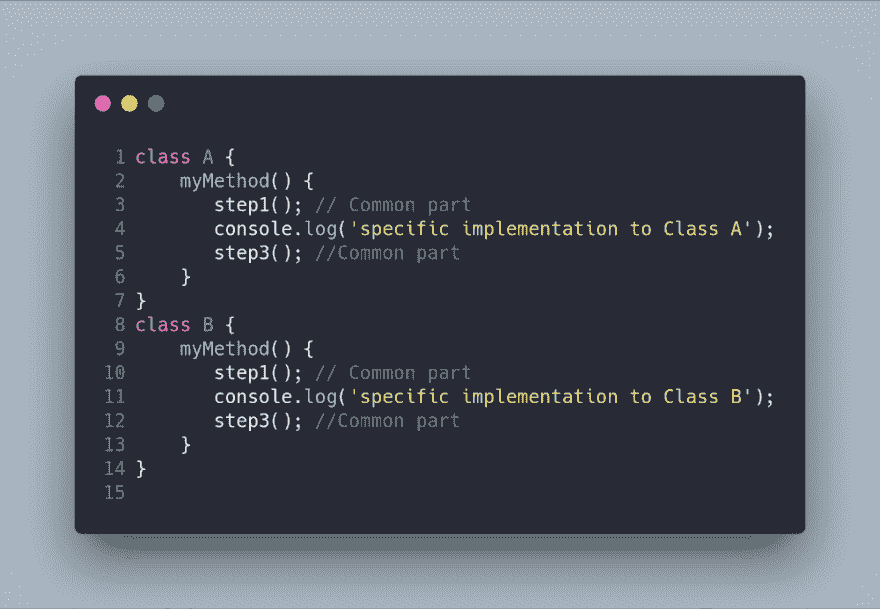 1 class A {
2     myMethod() {
3        step1(); // Common part
4        console.log('specific implementation to Class A');
5        step3(); //Common part
6     }
7 }
8 class B {
9     myMethod() {
10        step1(); // Common part
11        console.log('specific implementation to Class B');
12        step3(); //Common part
13     }
14 }
15